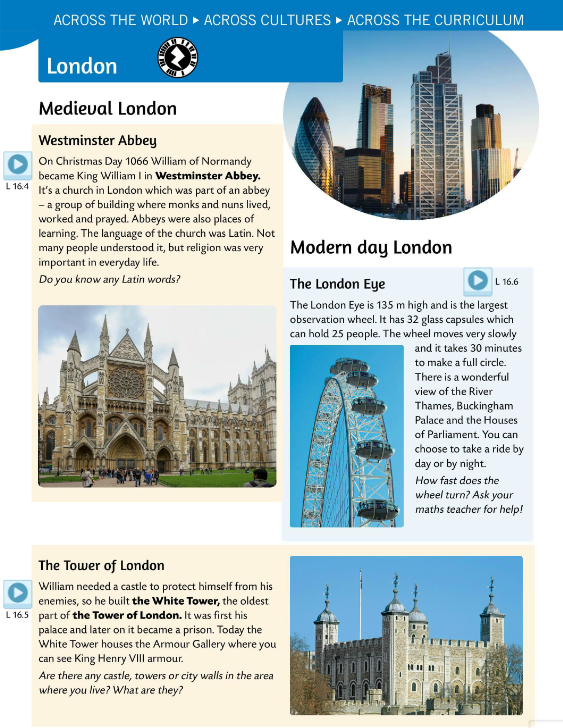 ACROSS THE WORLD ▸ ACROSS CULTURES ▸ ACROSS THE CURRICULUM
London
Medieval London
Westminster Abbey
On Christmas Day 1066 William of Normandy
became King William I in Westminster Abbey.
It's a church in London which was part of an abbey
– a group of building where monks and nuns lived,
worked and prayed. Abbeys were also places of
learning. The language of the church was Latin. Not
many people understood it, but religion was very
important in everyday life.
Do you know any Latin words?
L 16.4
Modern day London
The London Eye
L 16.6
The London Eye is 135 m high and is the largest
observation wheel. It has 32 glass capsules which
can hold 25 people. The wheel moves very slowly
and it takes 30 minutes
to make a full circle.
There is a wonderful
view of the River
Thames, Buckingham
Palace and the Houses
of Parliament. You can
choose to take a ride by
day or by night.
How fast does the
wheel turn? Ask your
maths teacher for help!
The Tower of London
William needed a castle to protect himself from his
enemies, so he built the White Tower, the oldest
part of the Tower of London. It was first his
palace and later on it became a prison. Today the
White Tower houses the Armour Gallery where you
can see King Henry VIII armour.
Are there any castle, towers or city walls in the area
where you live? What are they?
L 16.5